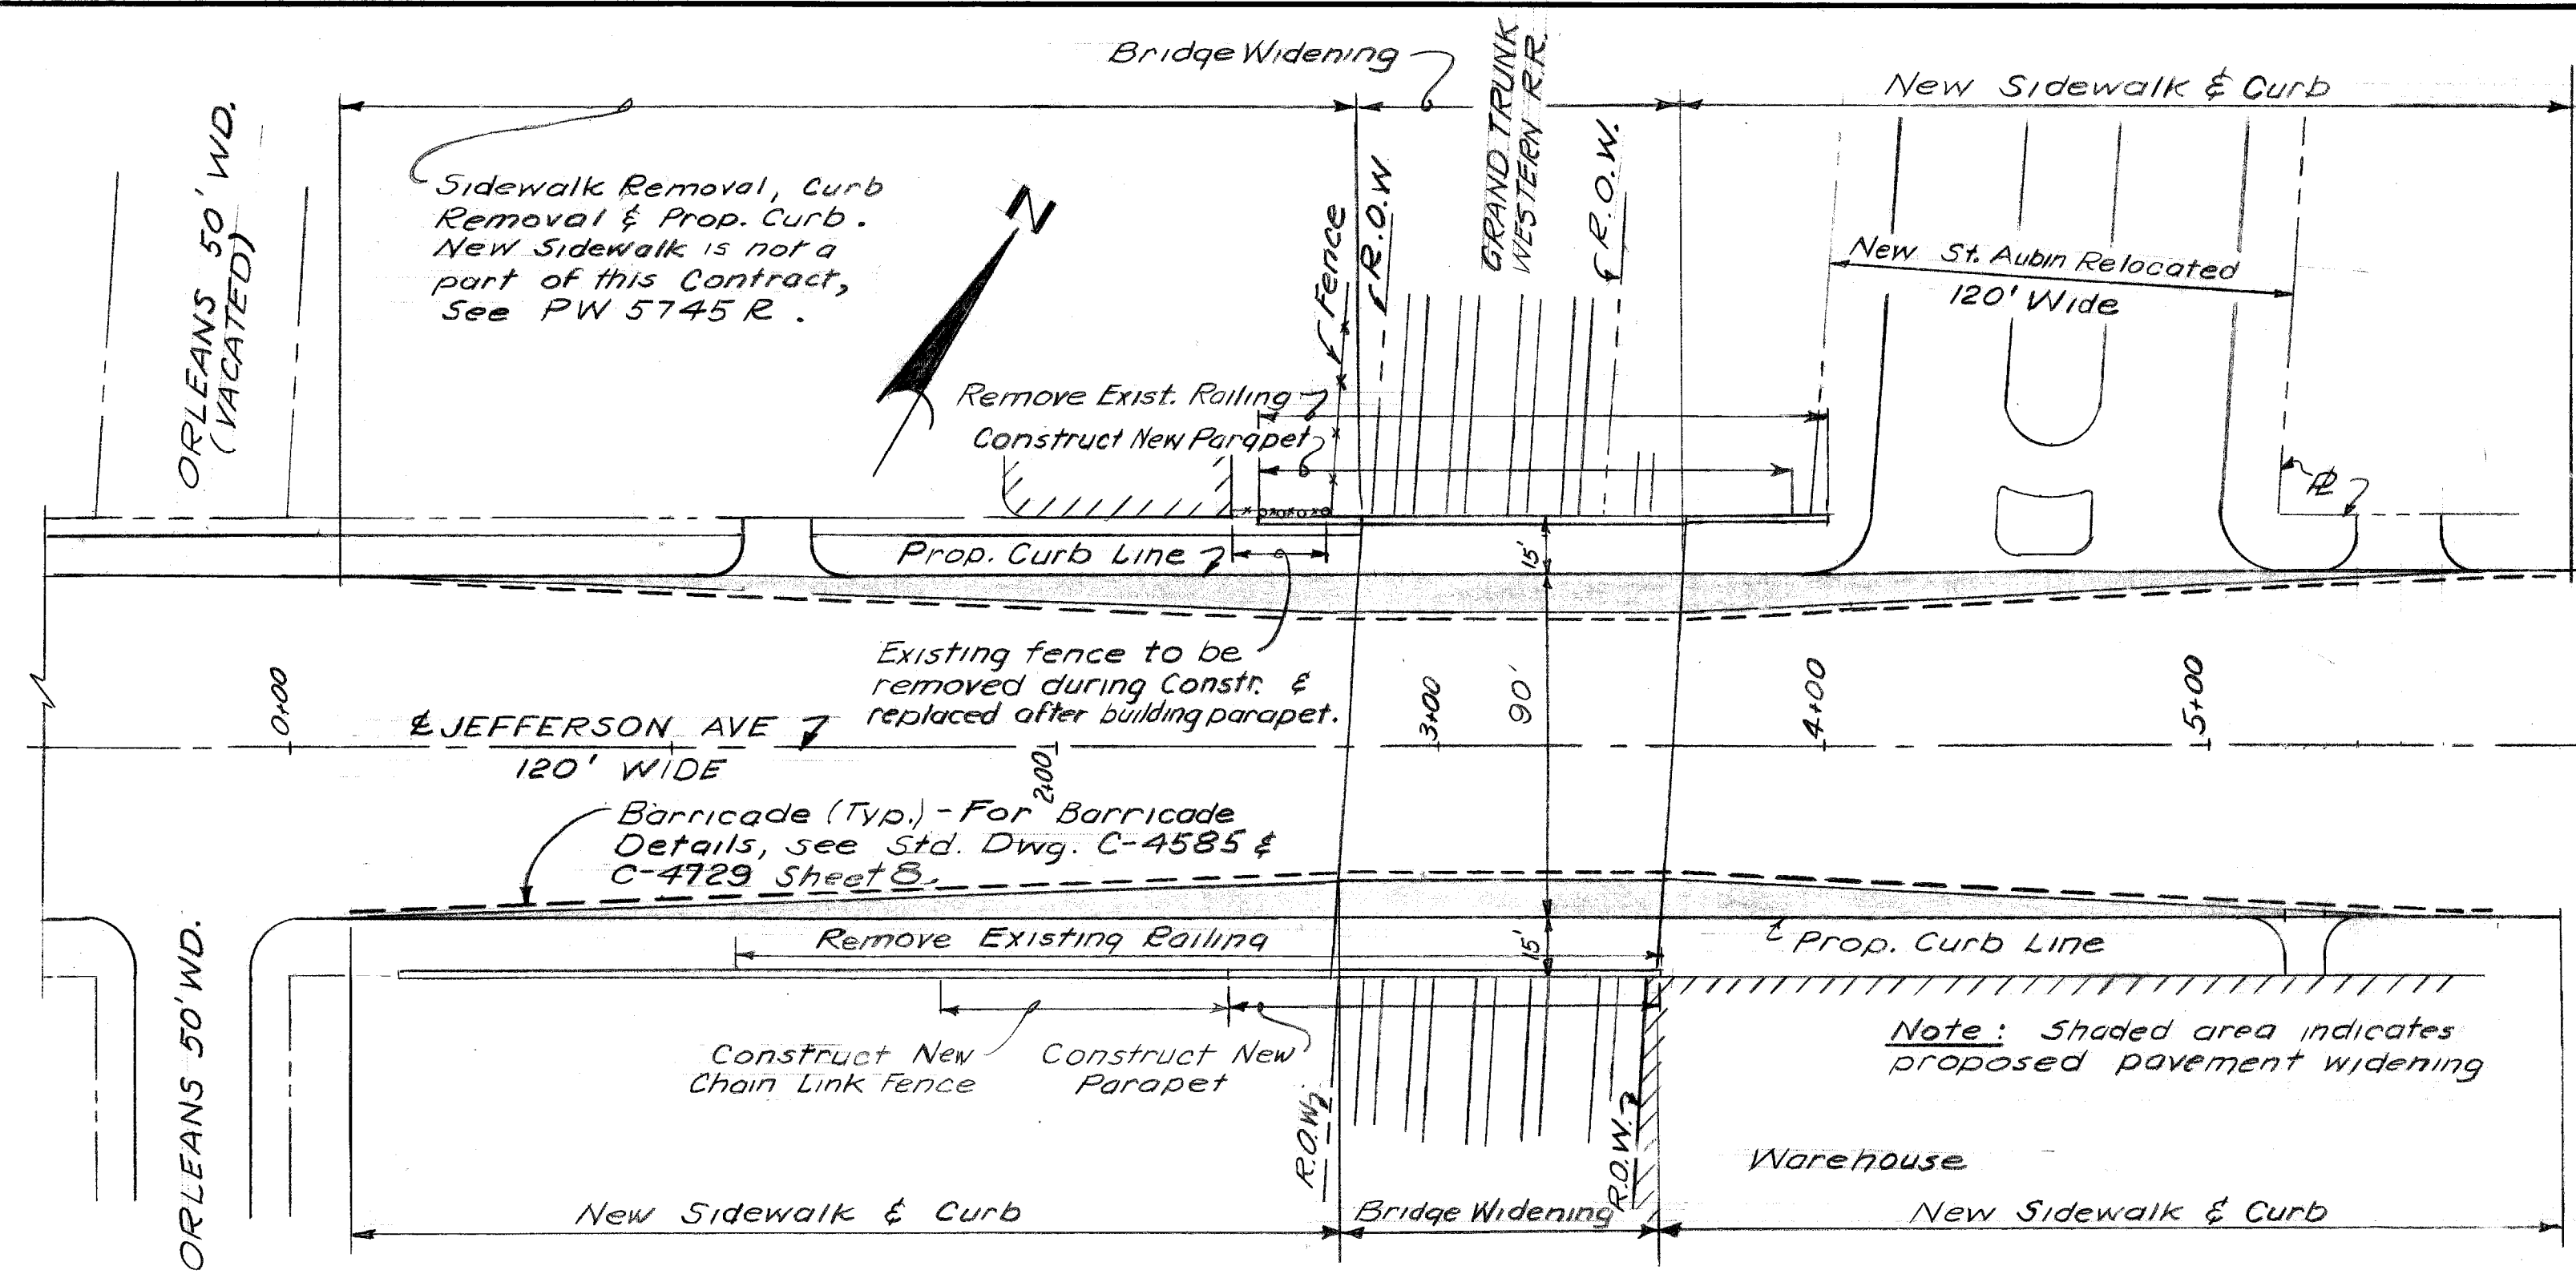 Bridge Widening
GRAND TRUNK
WESTERN R.R.
New Sidewalk & Curb
ORLEANS 50' WD.
(VACATED)
Sidewalk Removal, Curb
Removal & Prop. Curb.
New Sidewalk is not a
part of this Contract,
See PW 5745 R.
N
Fence
R.O.W
R.O.W.
New St. Aubin Relocated
120' Wide
Remove Exist. Railing
Construct New Parapet
PL
Prop. Curb Line
15'
Existing fence to be
removed during Constr. &
replaced after building parapet.
0+00
3+00
90'
4+00
5+00
℄ JEFFERSON AVE
120' WIDE
2+00
Barricade (Typ.) - For Barricade
Details, see Std. Dwg. C-4585 &
C-4729 Sheet 8.
Remove Existing Railing
15'
Prop. Curb Line
ORLEANS 50' WD.
Construct New
Chain Link Fence
Construct New
Parapet
Note: Shaded area indicates
proposed pavement widening
R.O.W.
R.O.W.
Warehouse
New Sidewalk & Curb
Bridge Widening
New Sidewalk & Curb